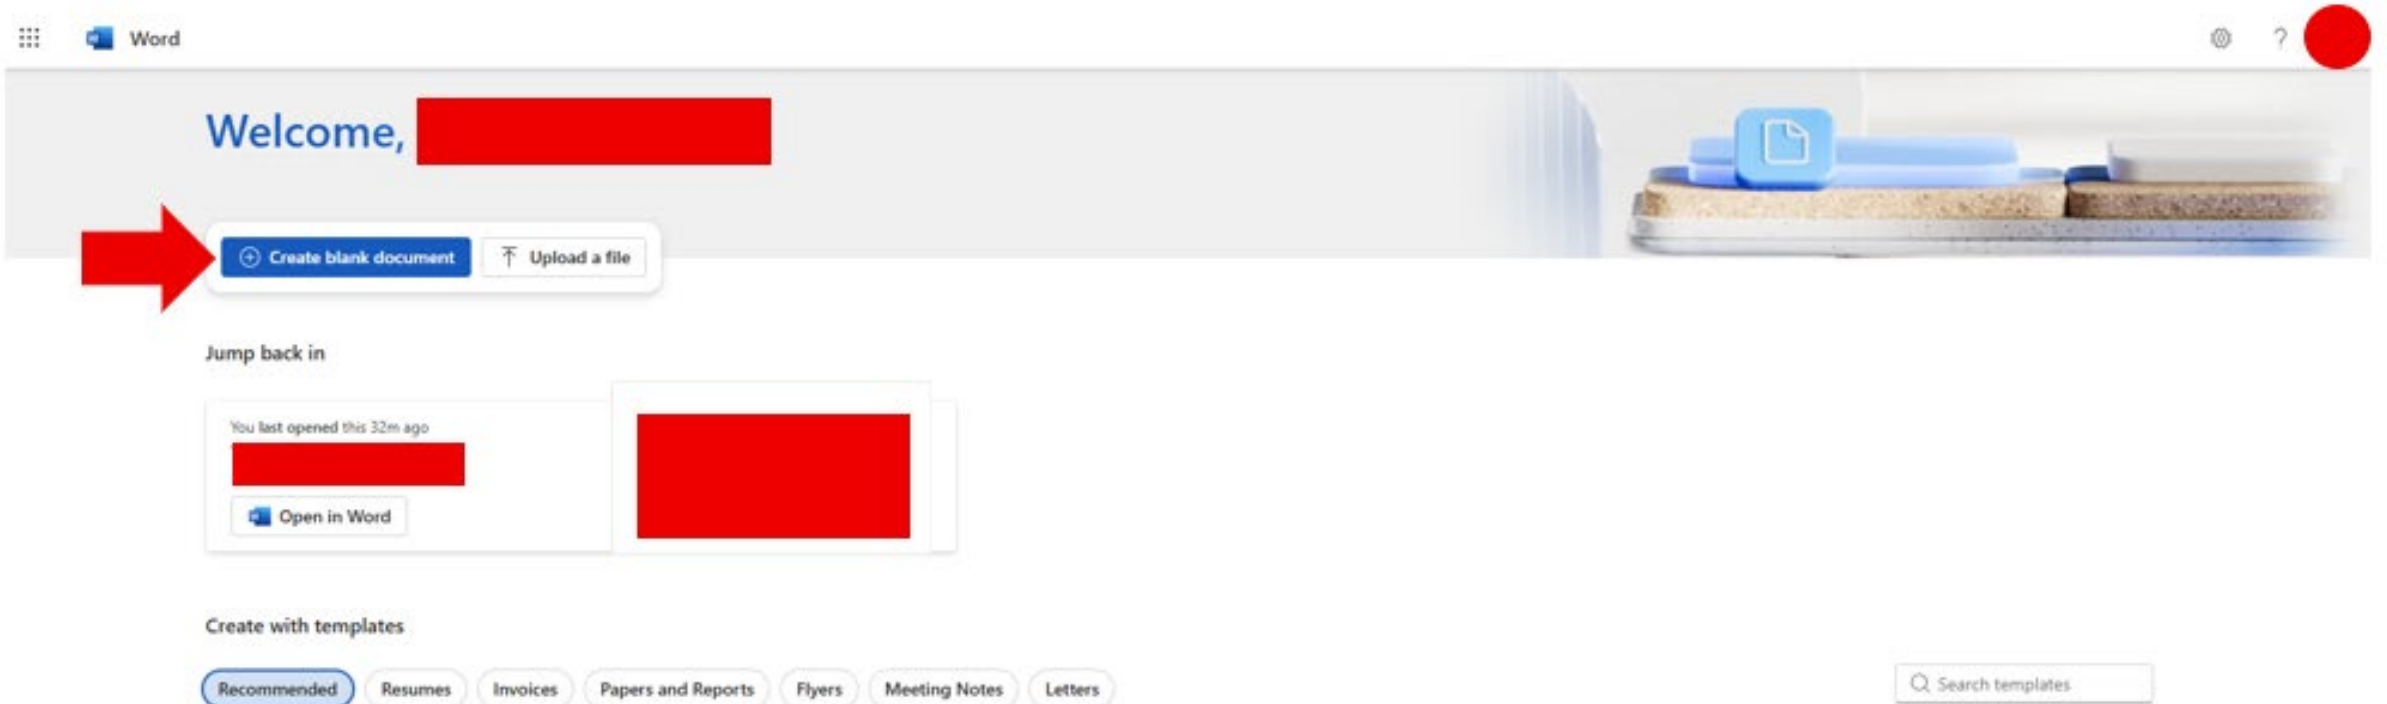 Word
?
Welcome,
Create blank document
Upload a file
Jump back in
You last opened this 32m ago
Open in Word
Create with templates
Recommended Resumes Invoices Papers and Reports Flyers Meeting Notes Letters
Search templates